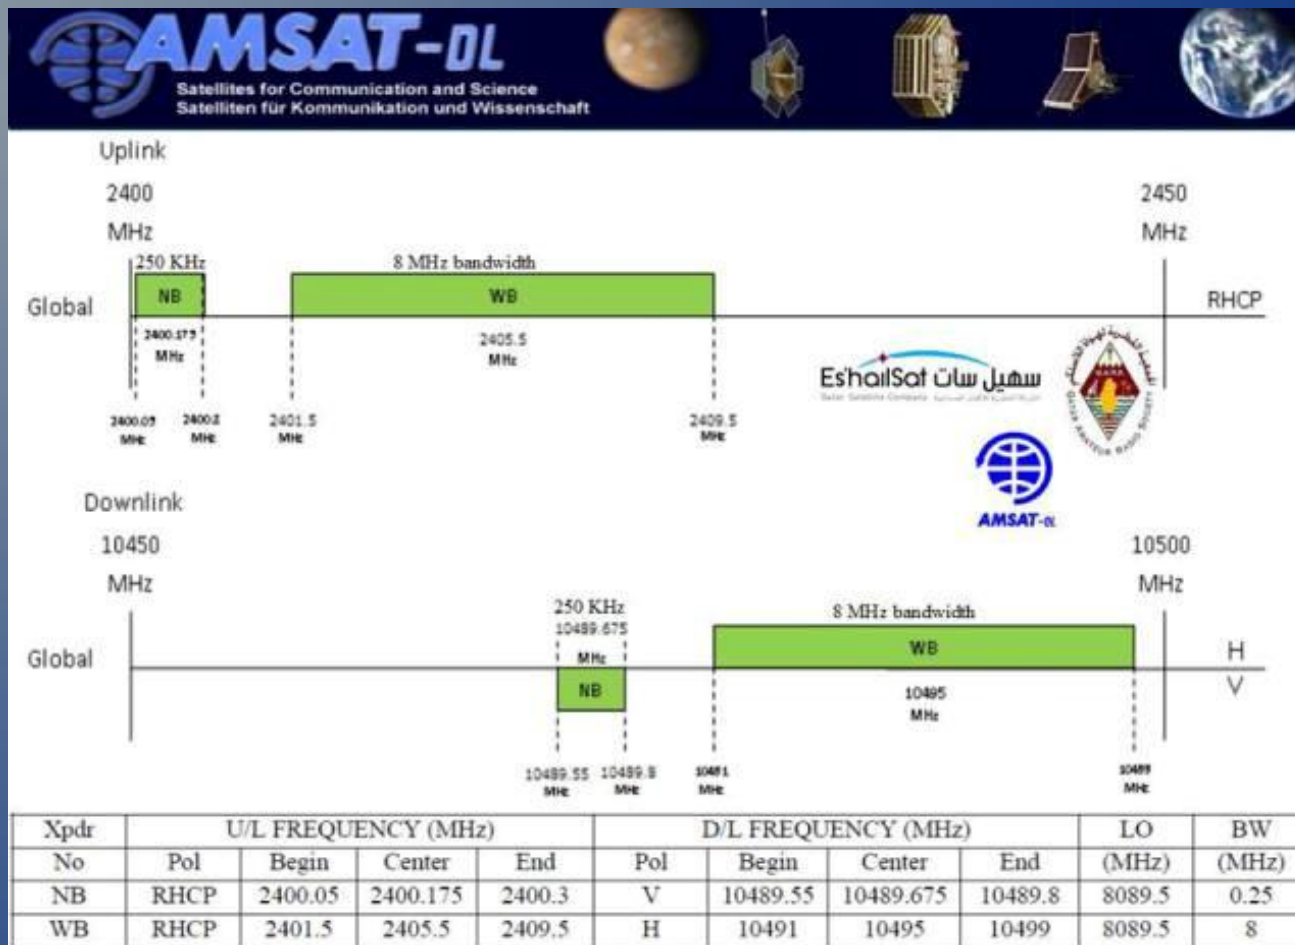 AMSAT-DL
Satellites for Communication and Science
Satelliten für Kommunikation und Wissenschaft
Uplink
2400
MHz
2450
MHz
250 KHz
8 MHz bandwidth
Global
NB
WB
RHCP
2400.175
MHz
2405.5
MHz
EshailSat سهيل سات
2400.05
MHz
MHz
2401.5
MHz
2409.5
MHz
AMSAT-DL
Downlink
10450
MHz
10500
MHz
250 KHz
10489.675
MHz
8 MHz bandwidth
Global
NB
WB
H
V
10495
MHz
10489.55
MHz
10489.8
MHz
10491
MHz
10499
MHz
Xpdr U/L FREQUENCY (MHz) D/L FREQUENCY (MHz) LO BW
No Pol Begin Center End Pol Begin Center End (MHz) (MHz)
NB RHCP 2400.05 2400.175 2400.3 V 10489.55 10489.675 10489.8 8089.5 0.25
WB RHCP 2401.5 2405.5 2409.5 H 10491 10495 10499 8089.5 8